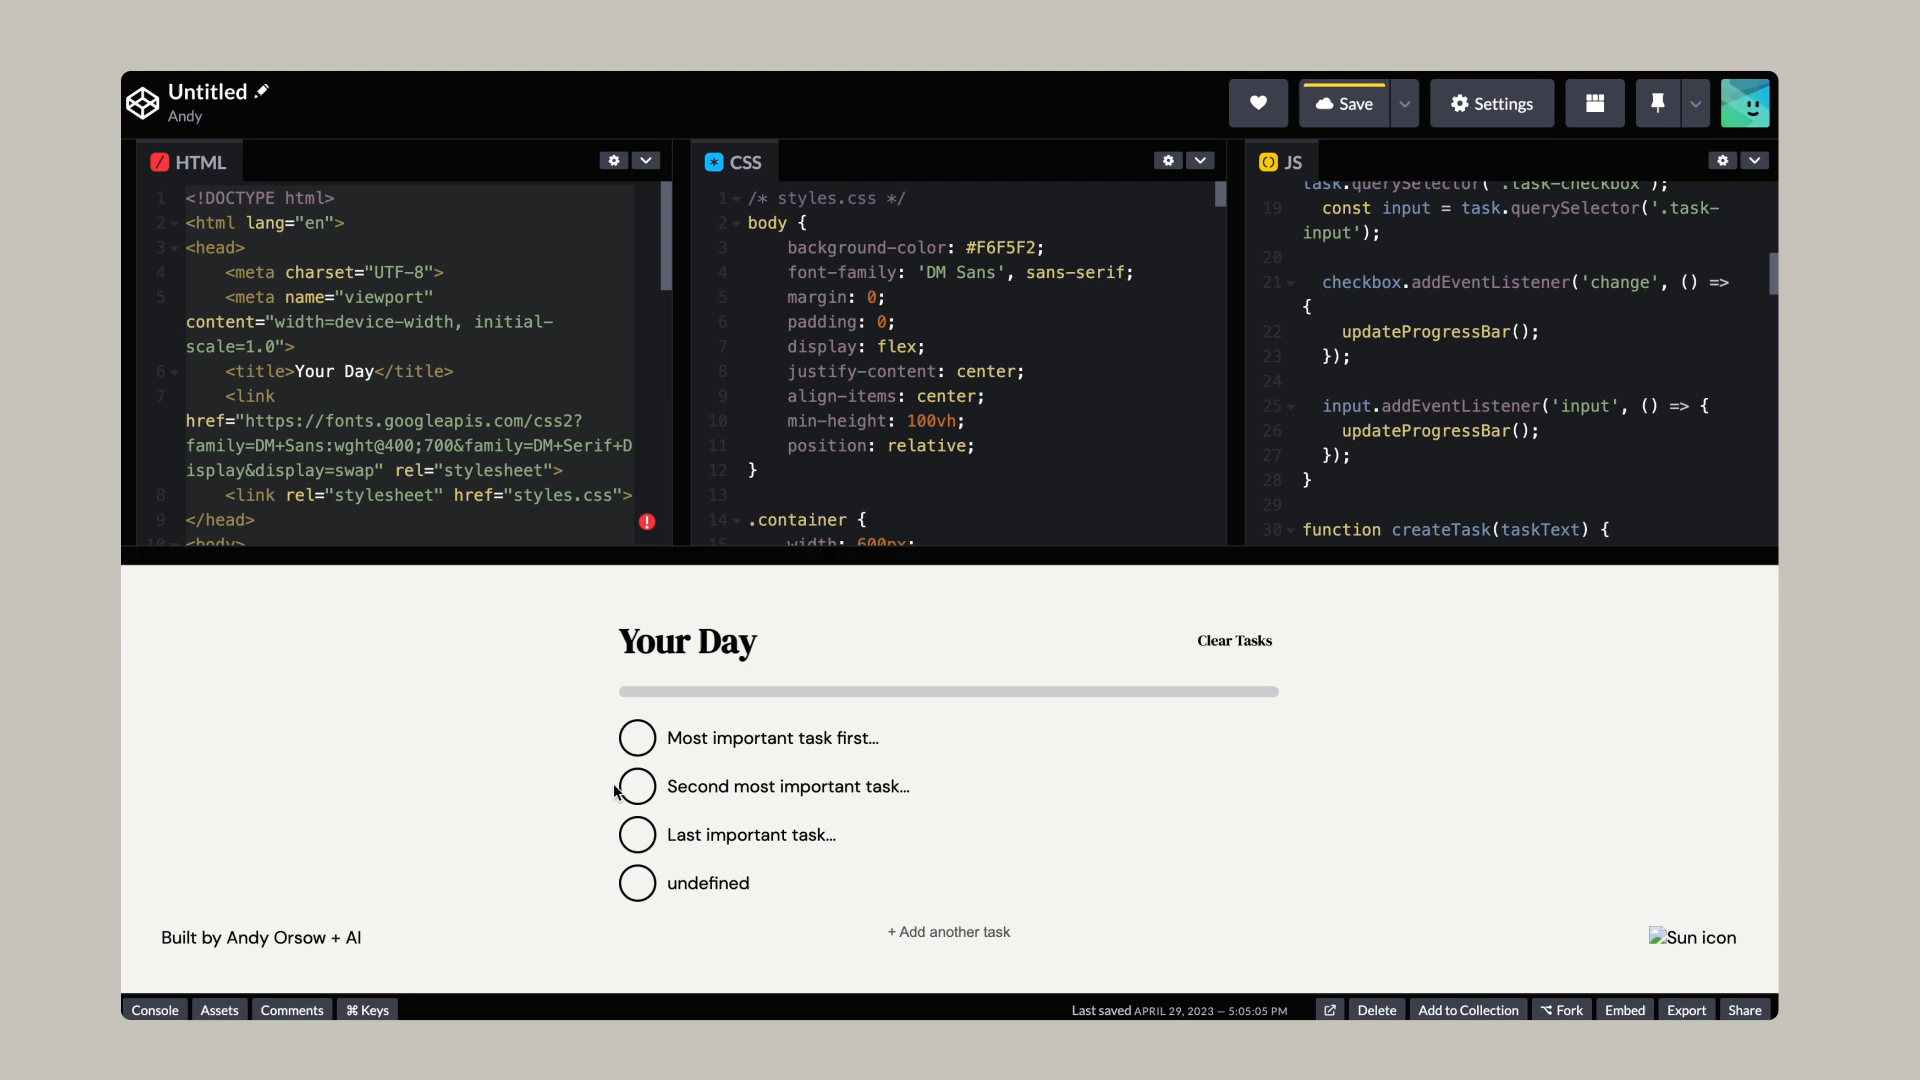 Untitled
Andy
Save
Settings
HTML
1 <!DOCTYPE html>
2 <html lang="en">
3 <head>
4 <meta charset="UTF-8">
5 <meta name="viewport"
content="width=device-width, initial-
scale=1.0">
6 <title>Your Day</title>
7 <link
href="https://fonts.googleapis.com/css2?
family=DM+Sans:wght@400;700&family=DM+Serif+D
isplay&display=swap" rel="stylesheet">
8 <link rel="stylesheet" href="styles.css">
9 </head>
10 <body>
CSS
1 /* styles.css */
2 body {
3 background-color: #F6F5F2;
4 font-family: 'DM Sans', sans-serif;
5 margin: 0;
6 padding: 0;
7 display: flex;
8 justify-content: center;
9 align-items: center;
10 min-height: 100vh;
11 position: relative;
12 }
13
14 .container {
15 width: 600px;
JS
task.querySelector('.task-checkbox');
19 const input = task.querySelector('.task-
input');
20
21 checkbox.addEventListener('change', () =>
{
22 updateProgressBar();
23 });
24
25 input.addEventListener('input', () => {
26 updateProgressBar();
27 });
28 }
29
30 function createTask(taskText) {
Your Day
Clear Tasks
Most important task first...
Second most important task...
Last important task...
undefined
+ Add another task
Built by Andy Orsow + AI
Sun icon
Console
Assets
Comments
⌘ Keys
Last saved APRIL 29, 2023 — 5:05:05 PM
Delete
Add to Collection
Fork
Embed
Export
Share